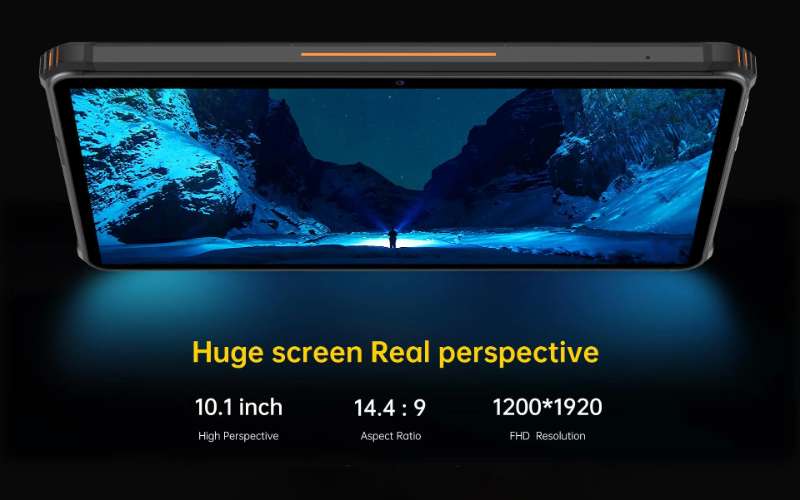 Huge screen Real perspective
10.1 inch 14.4 : 9 1200*1920
High Perspective Aspect Ratio FHD Resolution